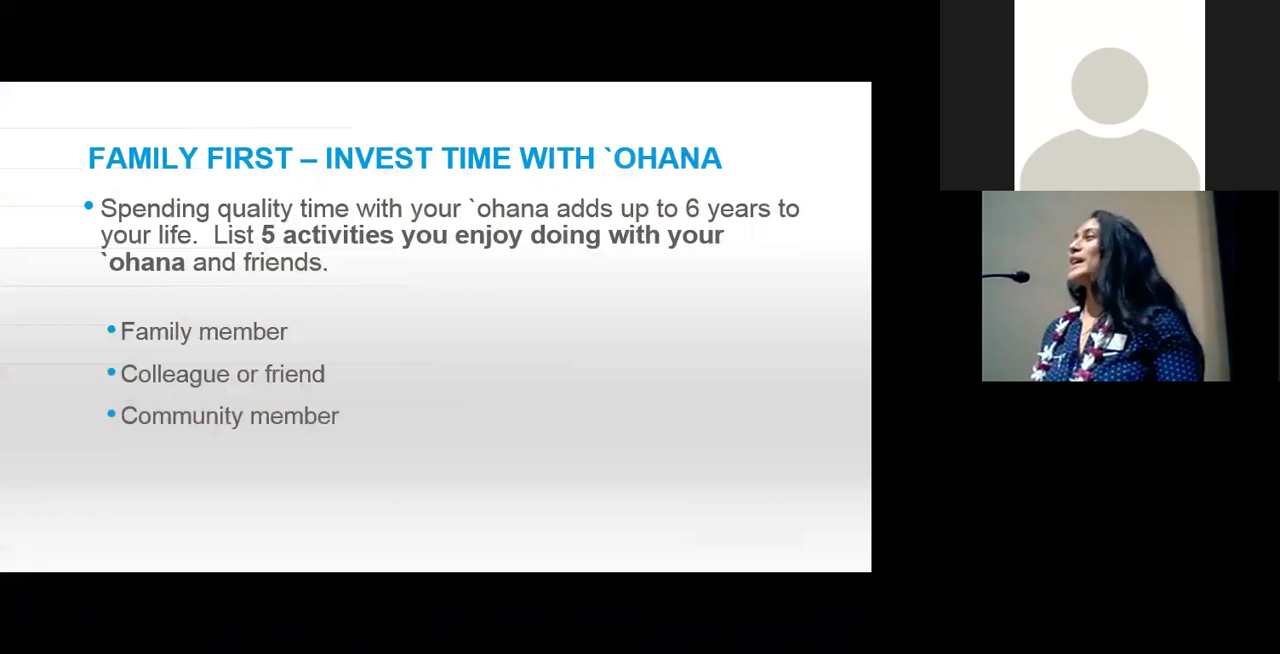 FAMILY FIRST – INVEST TIME WITH `OHANA
• Spending quality time with your `ohana adds up to 6 years to
your life.  List 5 activities you enjoy doing with your
`ohana and friends.
• Family member
• Colleague or friend
• Community member